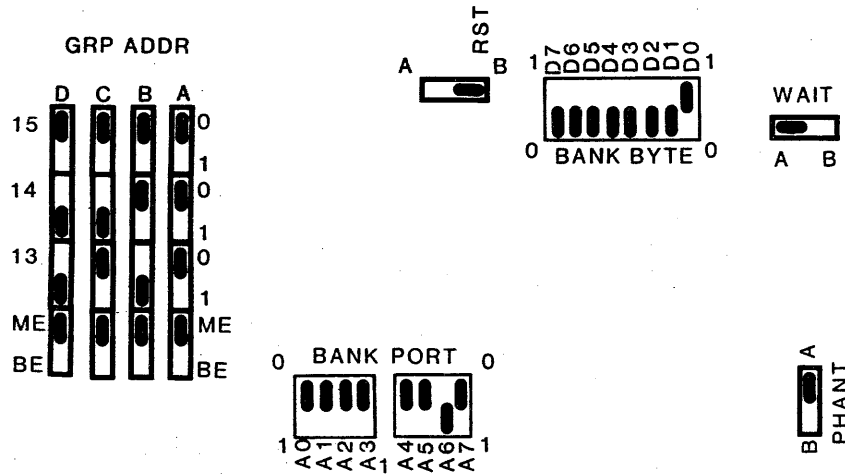 GRP ADDR
D C B A
15 0
1
14 0
1
13 0
1
ME ME
BE BE
RST
A B
1 D7 D6 D5 D4 D3 D2 D1 D0 1
0 BANK BYTE 0
WAIT
A B
0 BANK PORT 0
1 A0 A1 A2 A3 1 A4 A5 A6 A7 1
A
B
PHANT